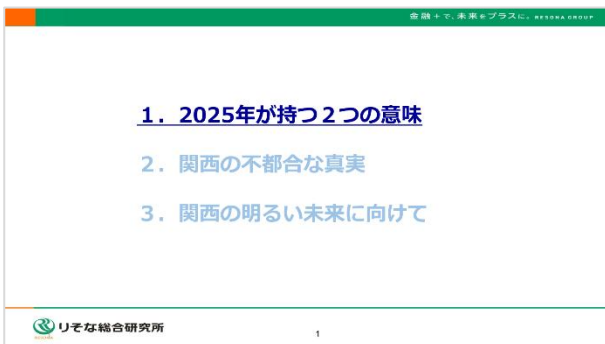 金融＋で、未来をプラスに。 RESONA GROUP
１．2025年が持つ２つの意味
２．関西の不都合な真実
３．関西の明るい未来に向けて
りそな総合研究所
1